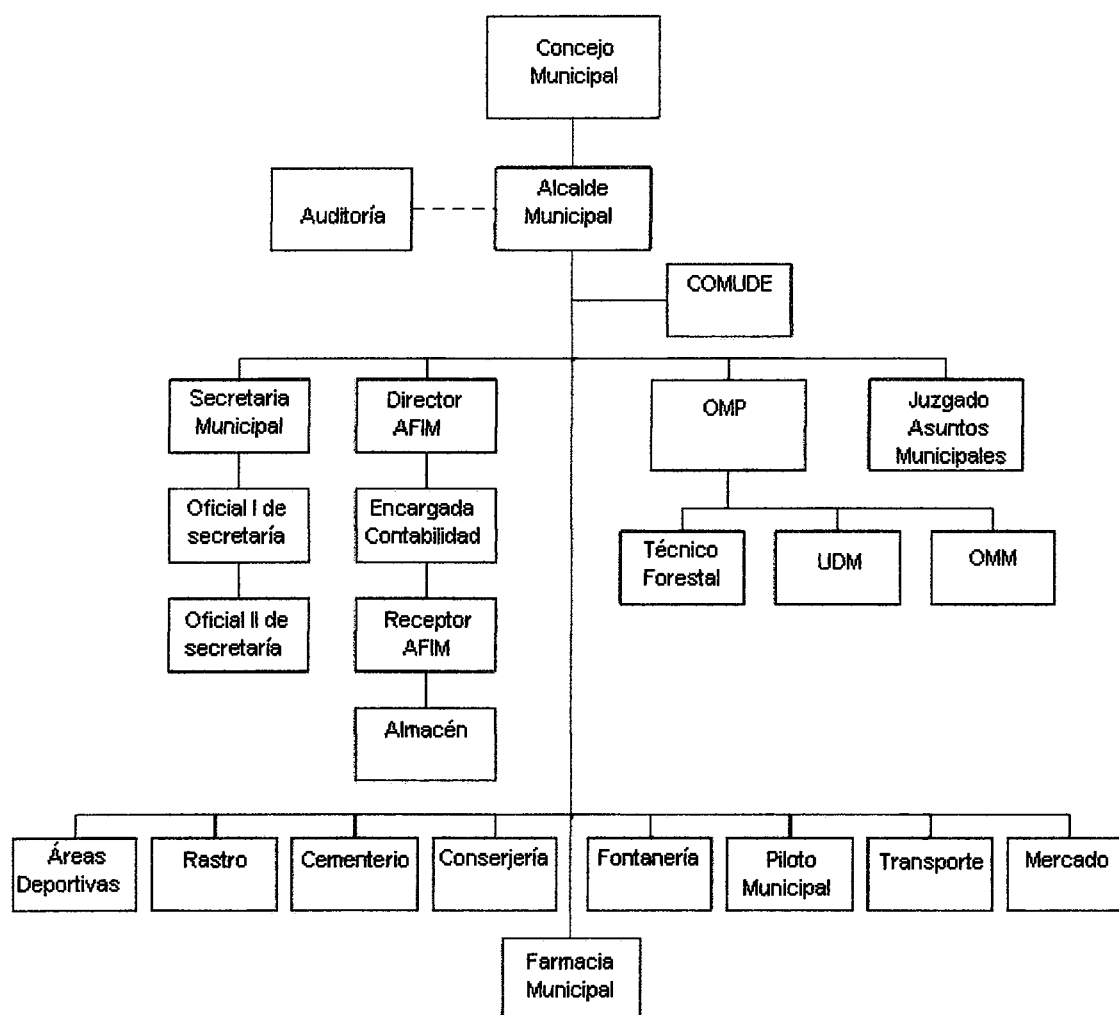 Concejo
Municipal
Alcalde
Municipal
Auditoría
COMUDE
Secretaria
Municipal
Director
AFIM
OMP
Juzgado
Asuntos
Municipales
Oficial I de
secretaría
Encargada
Contabilidad
Técnico
Forestal
UDM
OMM
Oficial II de
secretaría
Receptor
AFIM
Almacén
Áreas
Deportivas
Rastro
Cementerio
Conserjería
Fontanería
Piloto
Municipal
Transporte
Mercado
Farmacia
Municipal